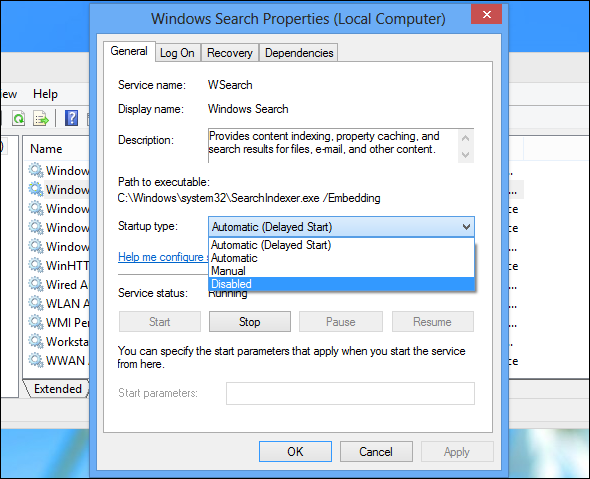 Windows Search Properties (Local Computer)
General Log On Recovery Dependencies
Service name: WSearch
Display name: Windows Search
Description: Provides content indexing, property caching, and
search results for files, e-mail, and other content.
Path to executable:
C:\Windows\system32\SearchIndexer.exe /Embedding
Startup type: Automatic (Delayed Start)
Automatic (Delayed Start)
Automatic
Manual
Disabled
Help me configure
Service status: Running
Start Stop Pause Resume
You can specify the start parameters that apply when you start the service
from here.
Start parameters:
OK Cancel Apply
Help
Name
Window
Window
Window
Window
Window
WinHTT
Wired A
WLAN A
WMI Per
Worksta
WWAN A
Extended